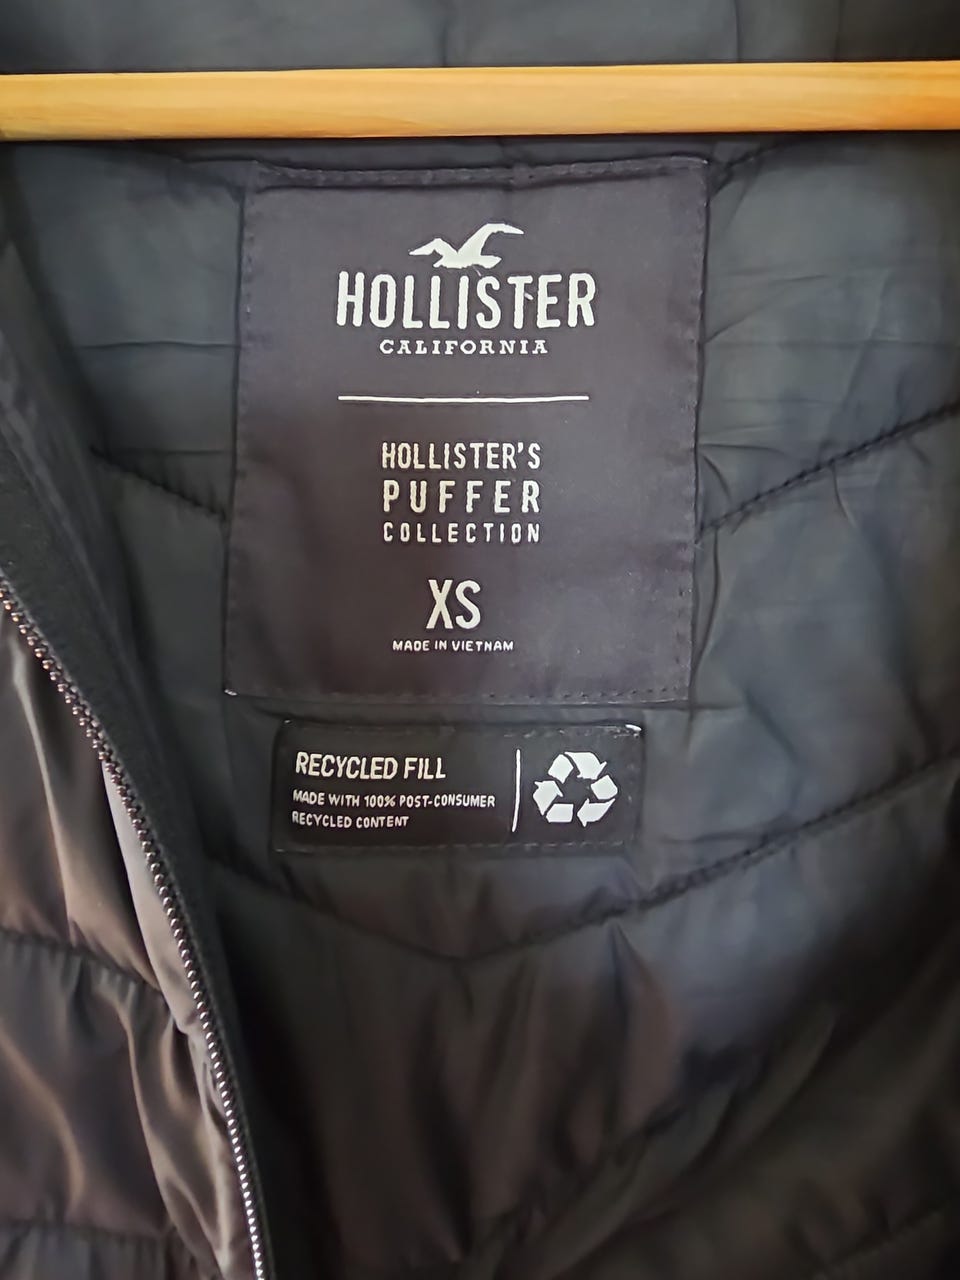 HOLLISTER
CALIFORNIA
HOLLISTER'S
PUFFER
COLLECTION
XS
MADE IN VIETNAM
RECYCLED FILL
MADE WITH 100% POST-CONSUMER
RECYCLED CONTENT